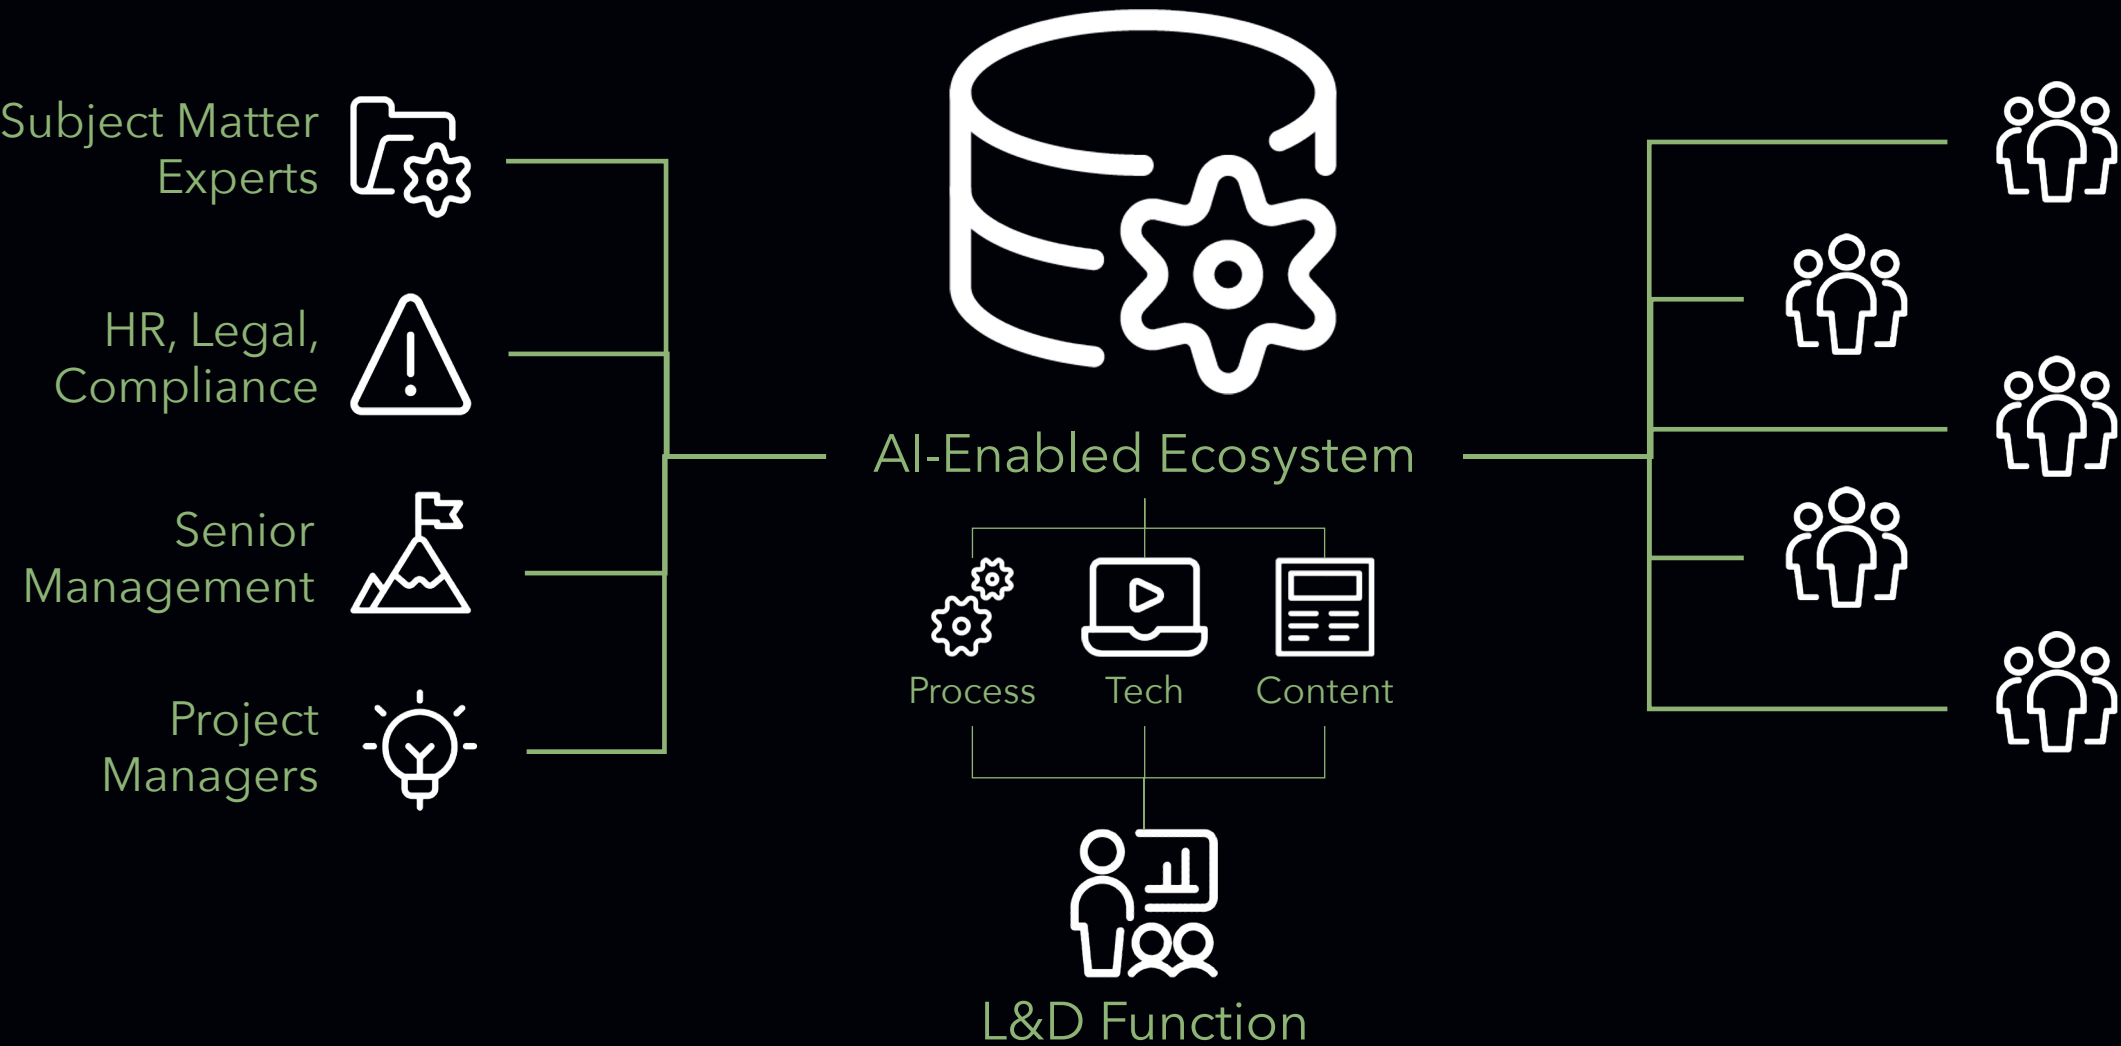 Subject Matter
Experts
HR, Legal,
Compliance
Senior
Management
Project
Managers
AI-Enabled Ecosystem
Process
Tech
Content
L&D Function